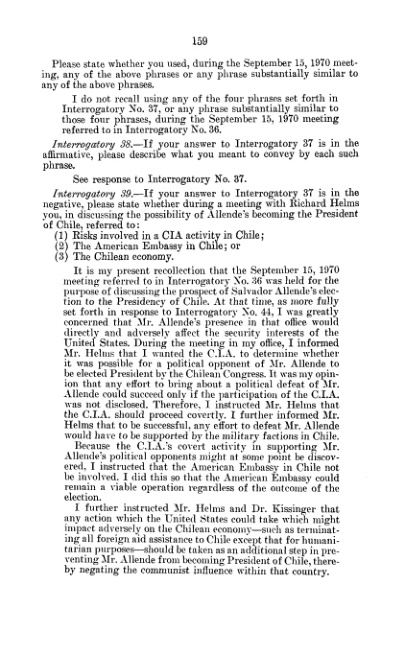 159
Please state whether you used, during the September 15, 1970 meet-
ing, any of the above phrases or any phrase substantially similar to
any of the above phrases.
I do not recall using any of the four phrases set forth in
Interrogatory No. 37, or any phrase substantially similar to
those four phrases, during the September 15, 1970 meeting
referred to in Interrogatory No. 36.
Interrogatory 38.—If your answer to Interrogatory 37 is in the
affirmative, please describe what you meant to convey by each such
phrase.
See response to Interrogatory No. 37.
Interrogatory 39.—If your answer to Interrogatory 37 is in the
negative, please state whether during a meeting with Richard Helms
you, in discussing the possibility of Allende's becoming the President
of Chile, referred to:
(1) Risks involved in a CIA activity in Chile;
(2) The American Embassy in Chile; or
(3) The Chilean economy.
It is my present recollection that the September 15, 1970
meeting referred to in Interrogatory No. 36 was held for the
purpose of discussing the prospect of Salvador Allende's elec-
tion to the Presidency of Chile. At that time, as more fully
set forth in response to Interrogatory No. 44, I was greatly
concerned that Mr. Allende's presence in that office would
directly and adversely affect the security interests of the
United States. During the meeting in my office, I informed
Mr. Helms that I wanted the C.I.A. to determine whether
it was possible for a political opponent of Mr. Allende to
be elected President by the Chilean Congress. It was my opin-
ion that any effort to bring about a political defeat of Mr.
Allende could succeed only if the participation of the C.I.A.
was not disclosed. Therefore, I instructed Mr. Helms that
the C.I.A. should proceed covertly. I further informed Mr.
Helms that to be successful, any effort to defeat Mr. Allende
would have to be supported by the military factions in Chile.
Because the C.I.A.'s covert activity in supporting Mr.
Allende's political opponents might at some point be discov-
ered, I instructed that the American Embassy in Chile not
be involved. I did this so that the American Embassy could
remain a viable operation regardless of the outcome of the
election.
I further instructed Mr. Helms and Dr. Kissinger that
any action which the United States could take which might
impact adversely on the Chilean economy—such as terminat-
ing all foreign aid assistance to Chile except that for humani-
tarian purposes—should be taken as an additional step in pre-
venting Mr. Allende from becoming President of Chile, there-
by negating the communist influence within that country.